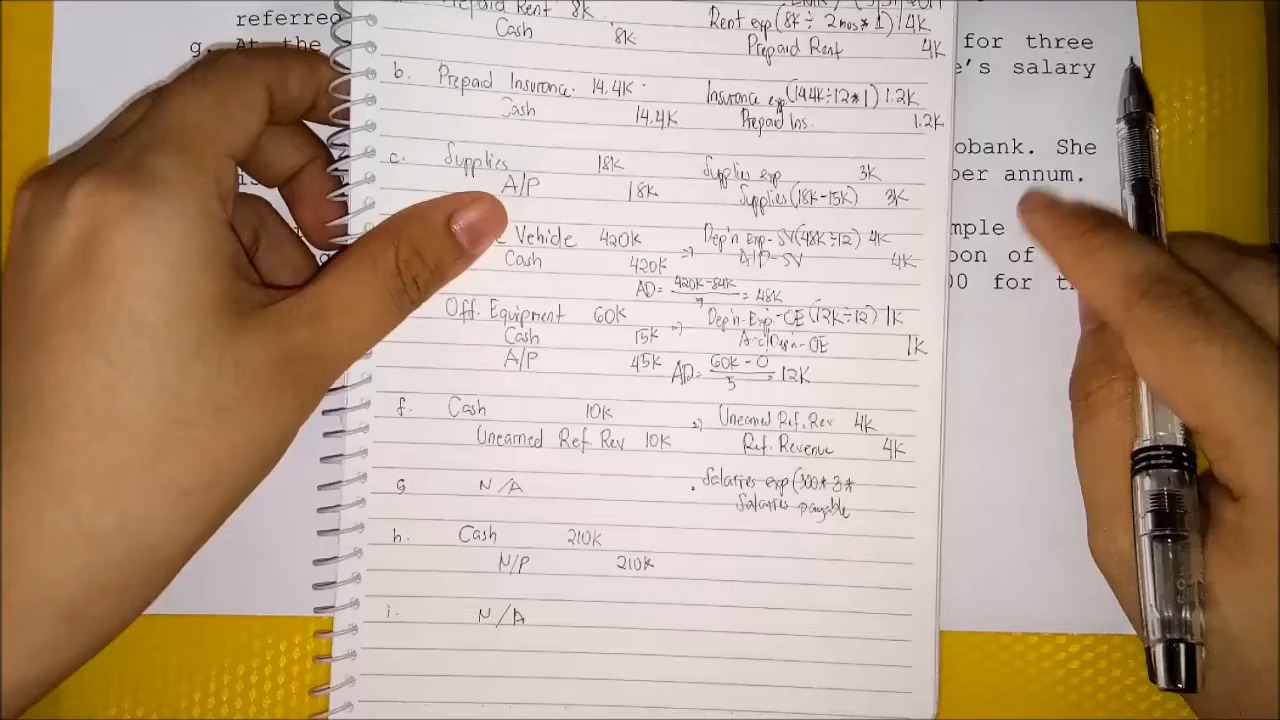 referred
g. At the
for three
e's salary
obank. She
per annum.
mple
on of
00 for th
is
Prepaid Rent 8K
Cash 8K
Rent exp (8K ÷ 2mos * 1) 4K
Prepaid Rent 4K
b. Prepaid Insurance. 14.4K
Cash 14.4K
Insurance exp (14.4K÷12*1) 1.2K
Prepaid Ins. 1.2K
c. Supplies 18K
A/P 18K
Supplies exp 3K
Supplies (18K-15K) 3K
Vehicle 420K
Cash 420K
Dep'n Exp-SV (48K÷12) 4K
A/P-SV 4K
AD = 420K-84K / 7 = 48K
Off. Equipment 60K
Cash 15K
A/P 45K
Dep'n-Exp-OE (12K÷12) 1K
Acc/Dep'n-OE 1K
AD = 60K - 0 / 5 = 12K
f. Cash 10K
Unearned Ref Rev 10K
Unearned Ref. Rev 4K
Ref. Revenue 4K
g. N/A
Salaries exp (300*3*
Salaries payable
h. Cash 210K
N/P 210K
i. N/A